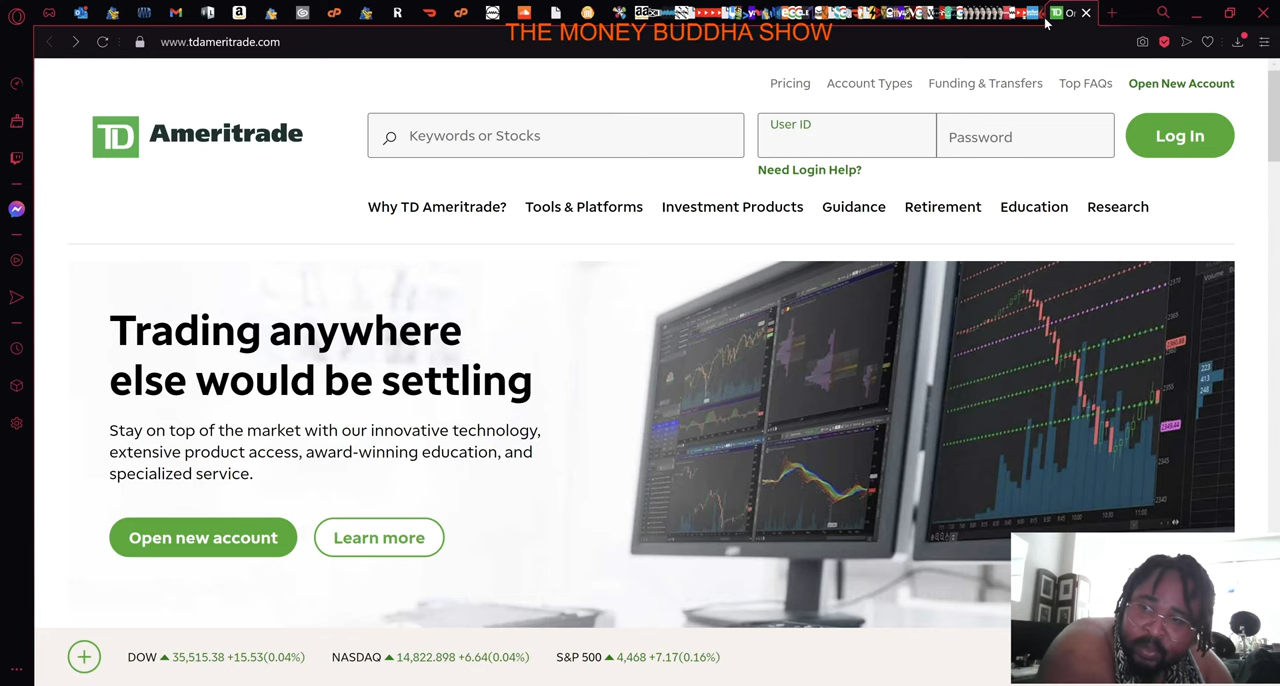 THE MONEY BUDDHA SHOW
www.tdameritrade.com
Pricing Account Types Funding & Transfers Top FAQs Open New Account
TD Ameritrade
Keywords or Stocks
User ID
Password
Log In
Need Login Help?
Why TD Ameritrade? Tools & Platforms Investment Products Guidance Retirement Education Research
Trading anywhere
else would be settling
Stay on top of the market with our innovative technology,
extensive product access, award-winning education, and
specialized service.
Open new account Learn more
DOW 35,515.38 +15.53(0.04%) NASDAQ 14,822.898 +6.64(0.04%) S&P 500 4,468 +7.17(0.16%)